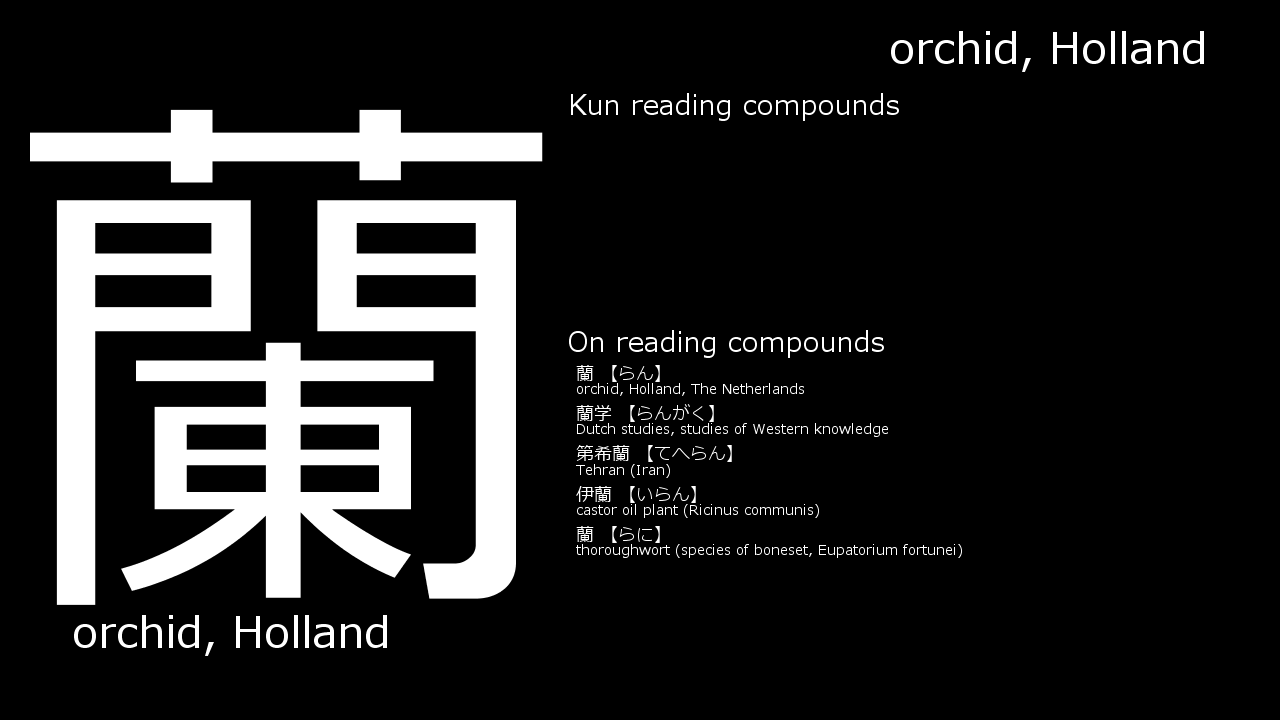 orchid, Holland
Kun reading compounds
蘭
On reading compounds
蘭 【らん】
orchid, Holland, The Netherlands
蘭学 【らんがく】
Dutch studies, studies of Western knowledge
第希蘭 【てへらん】
Tehran (Iran)
伊蘭 【いらん】
castor oil plant (Ricinus communis)
蘭 【らに】
thoroughwort (species of boneset, Eupatorium fortunei)
orchid, Holland